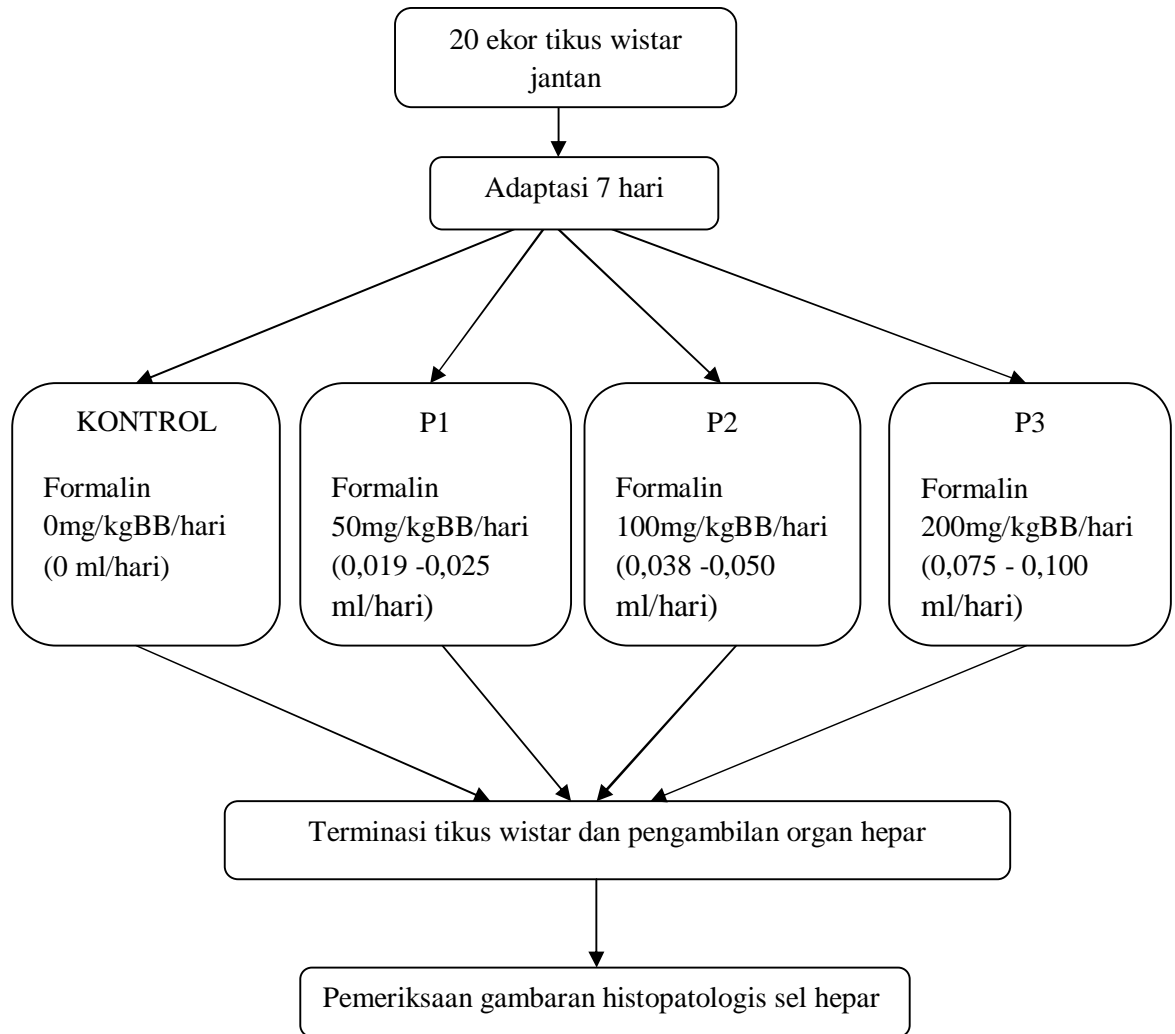 20 ekor tikus wistar
jantan
Adaptasi 7 hari
KONTROL
Formalin
0mg/kgBB/hari
(0 ml/hari)
P1
Formalin
50mg/kgBB/hari
(0,019 -0,025
ml/hari)
P2
Formalin
100mg/kgBB/hari
(0,038 -0,050
ml/hari)
P3
Formalin
200mg/kgBB/hari
(0,075 - 0,100
ml/hari)
Terminasi tikus wistar dan pengambilan organ hepar
Pemeriksaan gambaran histopatologis sel hepar